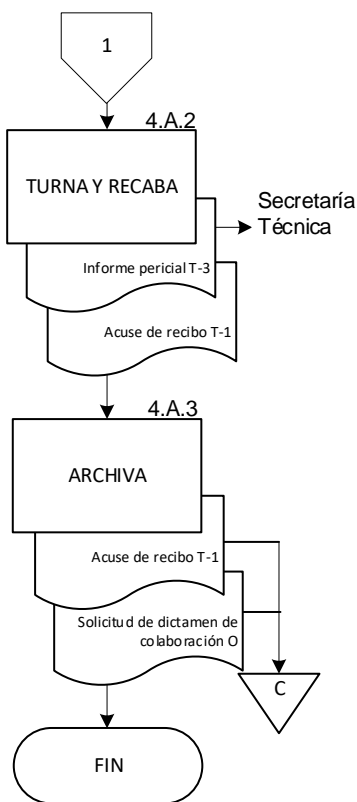 1
4.A.2
TURNA Y RECABA
Secretaría
Técnica
Informe pericial T-3
Acuse de recibo T-1
4.A.3
ARCHIVA
Acuse de recibo T-1
Solicitud de dictamen de
colaboración O
C
FIN